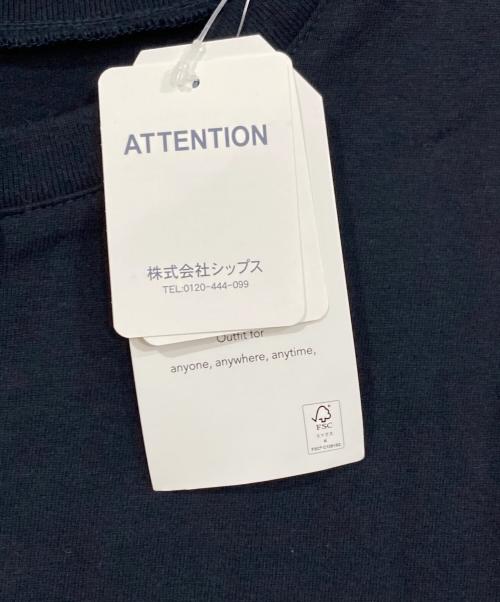 ATTENTION
株式会社シップス
TEL:0120-444-099
Outfit for
anyone, anywhere, anytime,
FSC